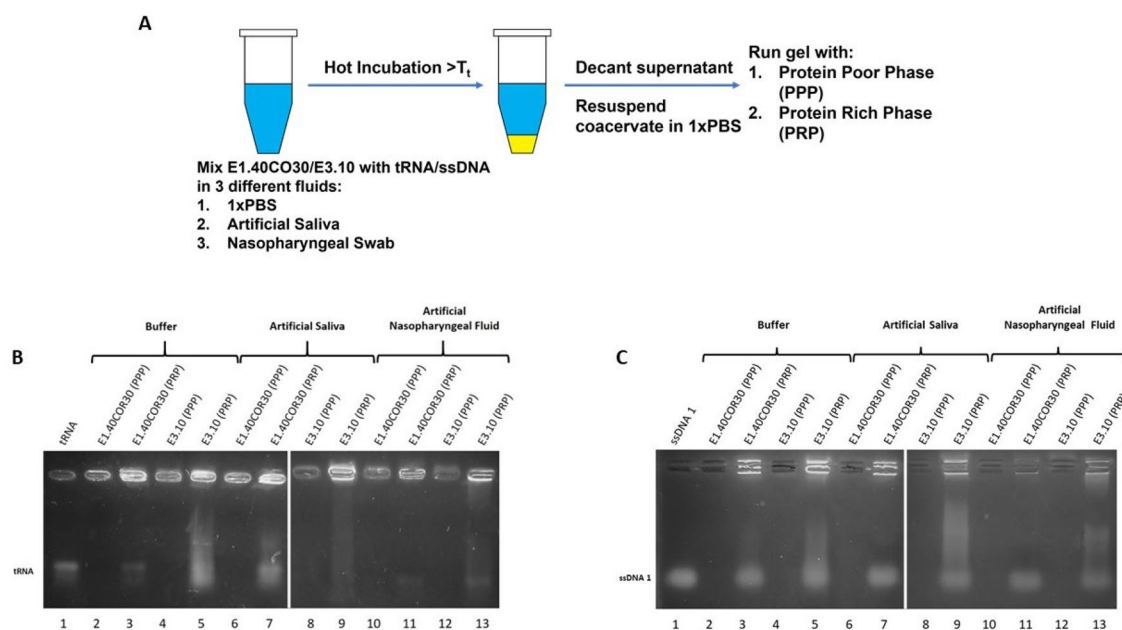 A
Hot Incubation >Tt
Decant supernatant
Resuspend
coacervate in 1xPBS
Run gel with:
1. Protein Poor Phase
(PPP)
2. Protein Rich Phase
(PRP)
Mix E1.40CO30/E3.10 with tRNA/ssDNA
in 3 different fluids:
1. 1xPBS
2. Artificial Saliva
3. Nasopharyngeal Swab
B
Buffer
Artificial Saliva
Artificial
Nasopharyngeal Fluid
tRNA
E1.40COR30 (PPP)
E1.40COR30 (PRP)
E3.10 (PPP)
E3.10 (PRP)
E1.40COR30 (PPP)
E1.40COR30 (PRP)
E3.10 (PPP)
E3.10 (PRP)
E1.40COR30 (PPP)
E1.40COR30 (PRP)
E3.10 (PPP)
E3.10 (PRP)
tRNA
1 2 3 4 5 6 7 8 9 10 11 12 13
C
Buffer
Artificial Saliva
Artificial
Nasopharyngeal Fluid
ssDNA 1
E1.40COR30 (PPP)
E1.40COR30 (PRP)
E3.10 (PPP)
E3.10 (PRP)
E1.40COR30 (PPP)
E1.40COR30 (PRP)
E3.10 (PPP)
E3.10 (PRP)
E1.40COR30 (PPP)
E1.40COR30 (PRP)
E3.10 (PPP)
E3.10 (PRP)
ssDNA 1
1 2 3 4 5 6 7 8 9 10 11 12 13